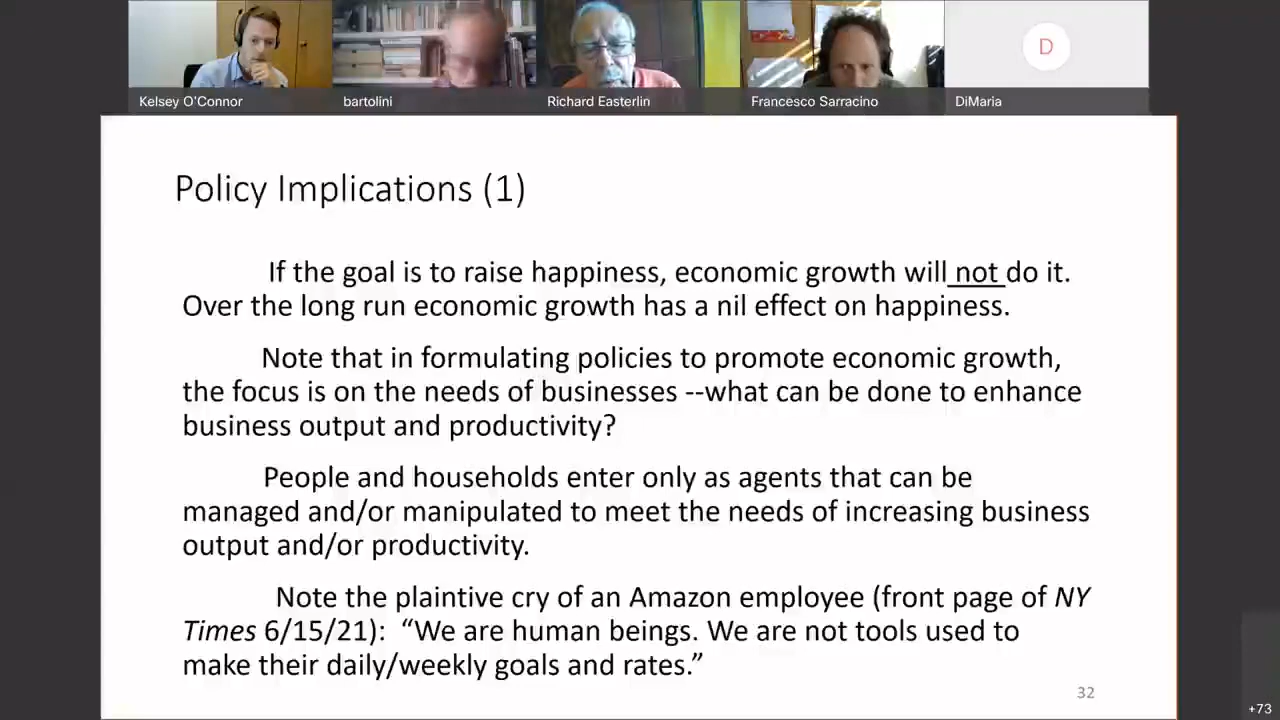 D
Kelsey O'Connor
bartolini
Richard Easterlin
Francesco Sarracino
DiMaria
Policy Implications (1)
If the goal is to raise happiness, economic growth will not do it.
Over the long run economic growth has a nil effect on happiness.
Note that in formulating policies to promote economic growth,
the focus is on the needs of businesses --what can be done to enhance
business output and productivity?
People and households enter only as agents that can be
managed and/or manipulated to meet the needs of increasing business
output and/or productivity.
Note the plaintive cry of an Amazon employee (front page of NY
Times 6/15/21): “We are human beings. We are not tools used to
make their daily/weekly goals and rates.”
32
+73